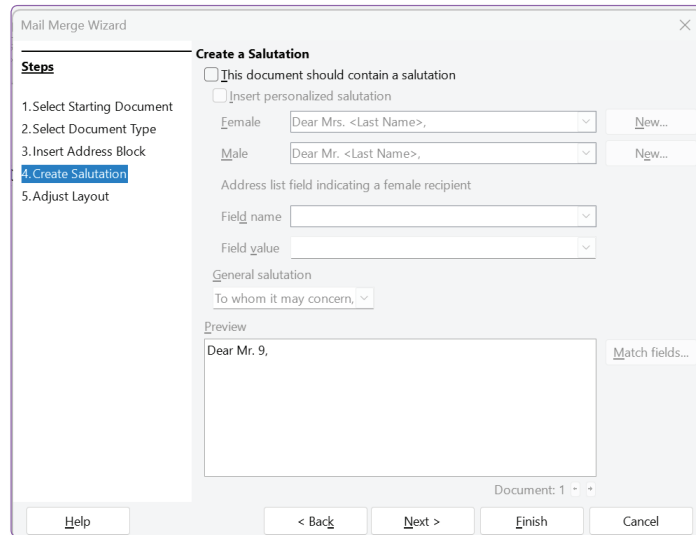 Mail Merge Wizard
Steps
1.Select Starting Document
2.Select Document Type
3.Insert Address Block
4.Create Salutation
5.Adjust Layout
Create a Salutation
This document should contain a salutation
Insert personalized salutation
Female Dear Mrs. <Last Name>, New...
Male Dear Mr. <Last Name>, New...
Address list field indicating a female recipient
Field name
Field value
General salutation
To whom it may concern,
Preview
Dear Mr. 9,
Match fields...
Document: 1
Help < Back Next > Finish Cancel